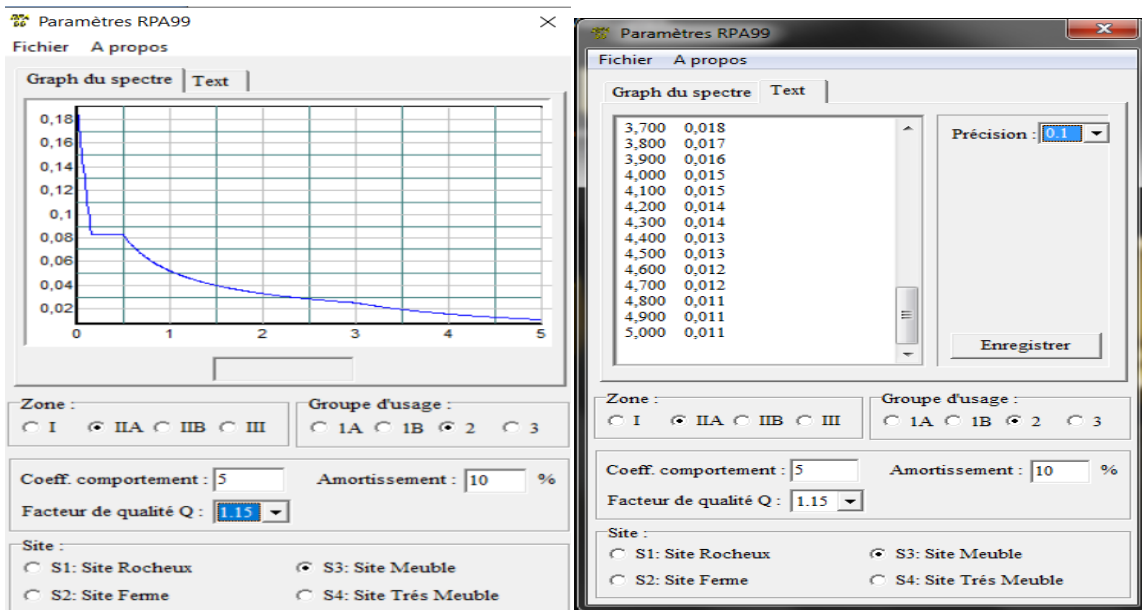 Paramètres RPA99
Fichier A propos
Graph du spectre Text
0,18
0,16
0,14
0,12
0,1
0,08
0,06
0,04
0,02
0 1 2 3 4 5
Zone :
I IIA IIB III
Groupe d'usage :
1A 1B 2 3
Coeff. comportement : 5 Amortissement : 10 %
Facteur de qualité Q : 1.15
Site :
S1: Site Rocheux S3: Site Meuble
S2: Site Ferme S4: Site Trés Meuble
Paramètres RPA99
Fichier A propos
Graph du spectre Text
3,700 0,018
3,800 0,017
3,900 0,016
4,000 0,015
4,100 0,015
4,200 0,014
4,300 0,014
4,400 0,013
4,500 0,013
4,600 0,012
4,700 0,012
4,800 0,011
4,900 0,011
5,000 0,011
Précision : 0.1
Enregistrer
Zone :
I IIA IIB III
Groupe d'usage :
1A 1B 2 3
Coeff. comportement : 5 Amortissement : 10 %
Facteur de qualité Q : 1.15
Site :
S1: Site Rocheux S3: Site Meuble
S2: Site Ferme S4: Site Trés Meuble